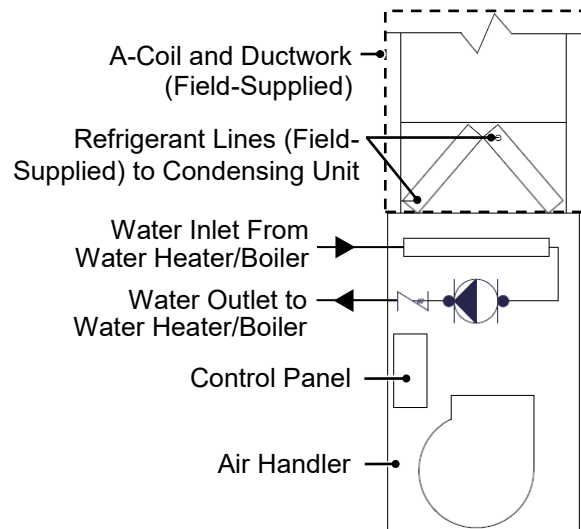 A-Coil and Ductwork
(Field-Supplied)
Refrigerant Lines (Field-
Supplied) to Condensing Unit
Water Inlet From
Water Heater/Boiler
Water Outlet to
Water Heater/Boiler
Control Panel
Air Handler